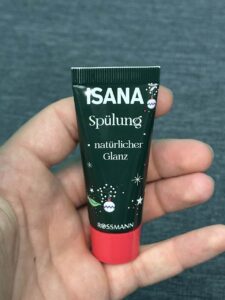 ISANA
Spülung
• natürlicher
Glanz
ROSSMANN